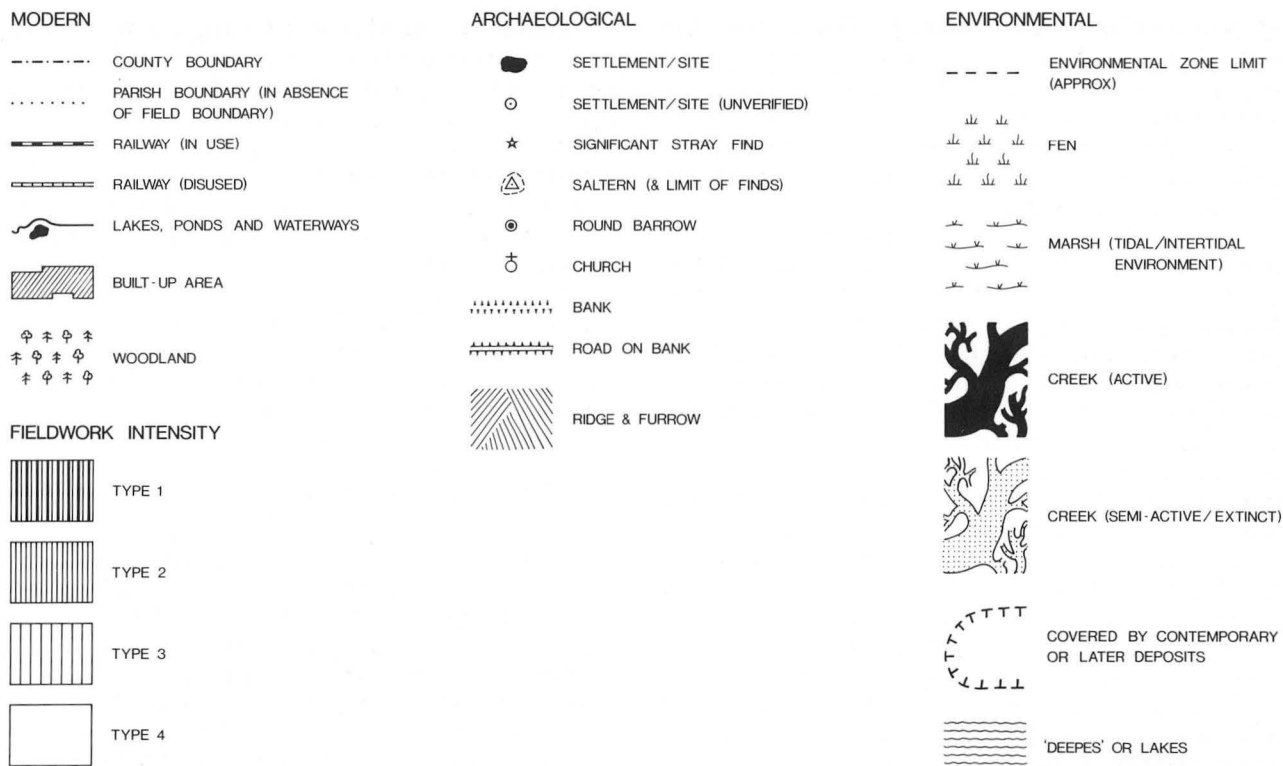 MODERN
COUNTY BOUNDARY
PARISH BOUNDARY (IN ABSENCE
OF FIELD BOUNDARY)
RAILWAY (IN USE)
RAILWAY (DISUSED)
LAKES, PONDS AND WATERWAYS
BUILT-UP AREA
WOODLAND
FIELDWORK INTENSITY
TYPE 1
TYPE 2
TYPE 3
TYPE 4
ARCHAEOLOGICAL
SETTLEMENT/SITE
SETTLEMENT/SITE (UNVERIFIED)
SIGNIFICANT STRAY FIND
SALTERN (& LIMIT OF FINDS)
ROUND BARROW
CHURCH
BANK
ROAD ON BANK
RIDGE & FURROW
ENVIRONMENTAL
ENVIRONMENTAL ZONE LIMIT
(APPROX)
FEN
MARSH (TIDAL/INTERTIDAL
ENVIRONMENT)
CREEK (ACTIVE)
CREEK (SEMI-ACTIVE/EXTINCT)
COVERED BY CONTEMPORARY
OR LATER DEPOSITS
'DEEPES' OR LAKES